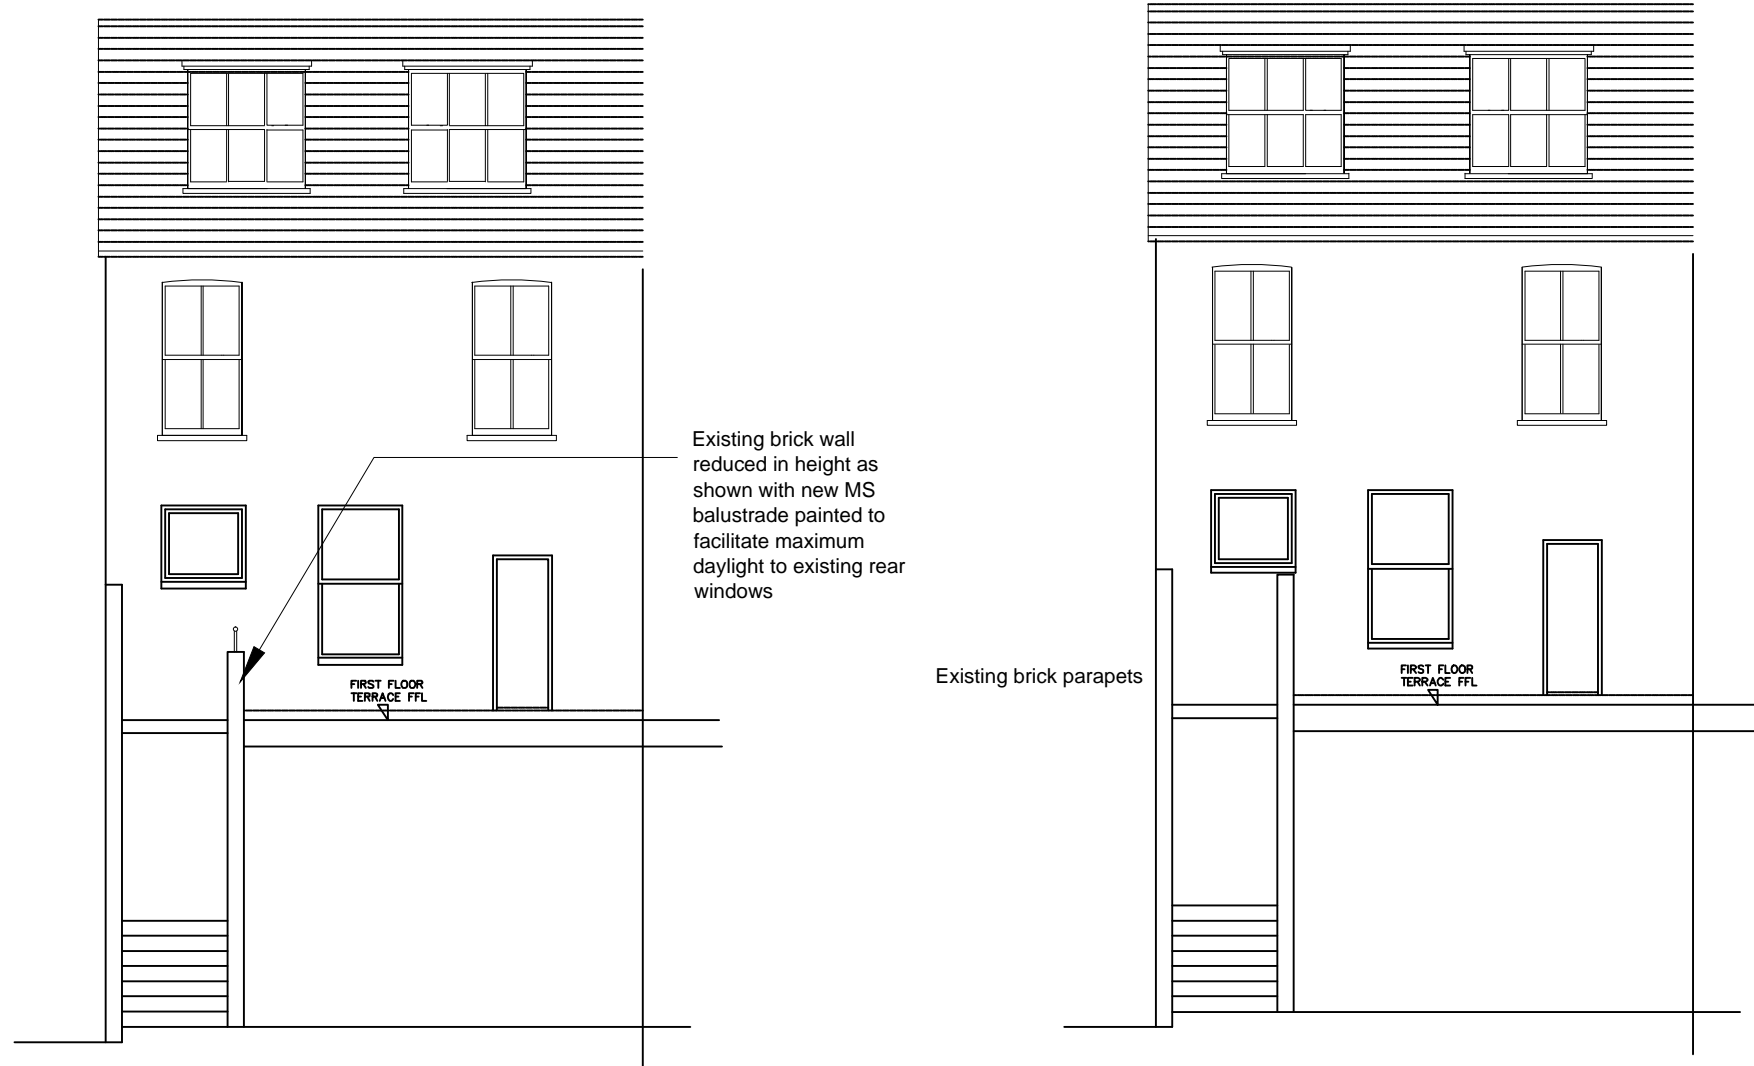 Existing brick wall
reduced in height as
shown with new MS
balustrade painted to
facilitate maximum
daylight to existing rear
windows
FIRST FLOOR
TERRACE FFL
Existing brick parapets
FIRST FLOOR
TERRACE FFL